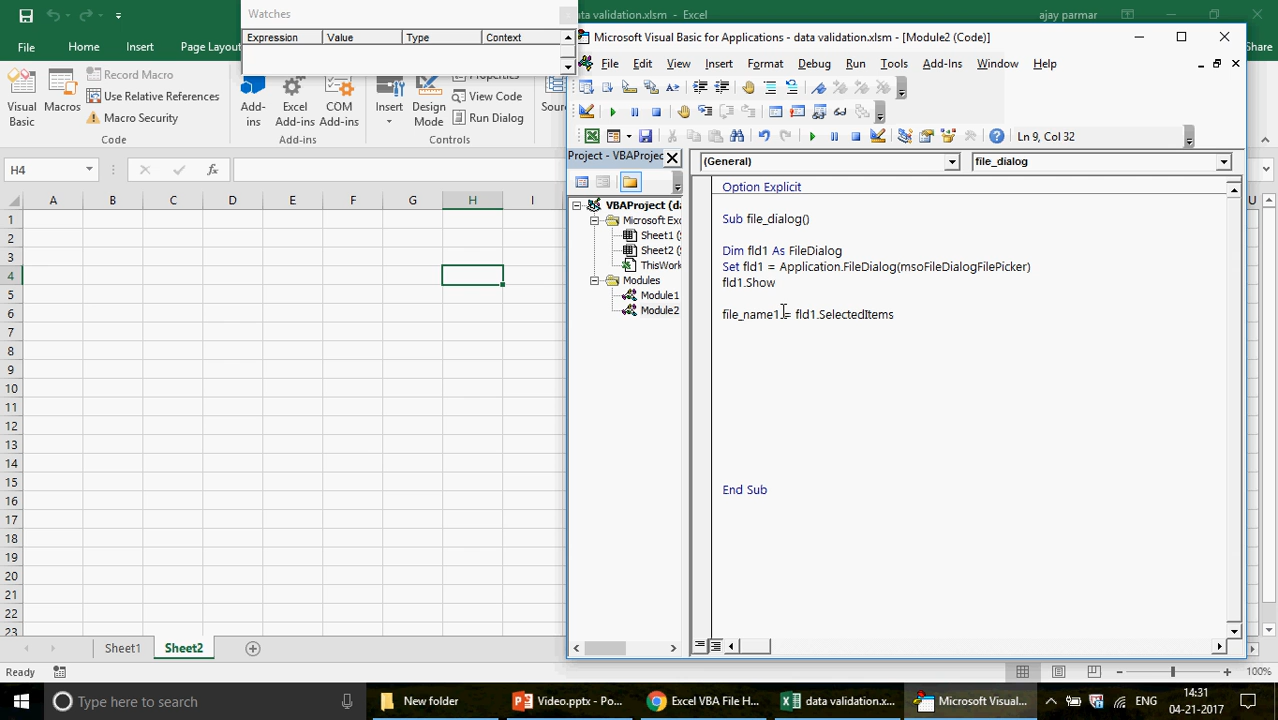 Watches
data validation.xlsm - Excel
ajay parmar
Expression Value Type Context
File Home Insert Page Layout
Share
Visual Basic
Macros
Record Macro
Use Relative References
Macro Security
Code
Add-ins
Excel Add-ins
COM Add-ins
Add-ins
Insert
Design Mode
Properties
View Code
Run Dialog
Controls
H4
fx
A B C D E F G H I U
1
2
3
4
5
6
7
8
9
10
11
12
13
14
15
16
17
18
19
20
21
22
23
Sheet1 Sheet2
Ready
100%
Microsoft Visual Basic for Applications - data validation.xlsm - [Module2 (Code)]
File Edit View Insert Format Debug Run Tools Add-Ins Window Help
Ln 9, Col 32
Project - VBAProjec
VBAProject (da
Microsoft Exc
Sheet1 (S
Sheet2 (S
ThisWork
Modules
Module1
Module2
(General) file_dialog
Option Explicit
Sub file_dialog()
Dim fld1 As FileDialog
Set fld1 = Application.FileDialog(msoFileDialogFilePicker)
fld1.Show
file_name1 = fld1.SelectedItems
End Sub
Type here to search
New folder
Video.pptx - Po...
Excel VBA File H...
data validation.x...
Microsoft Visual...
ENG
14:31
04-21-2017